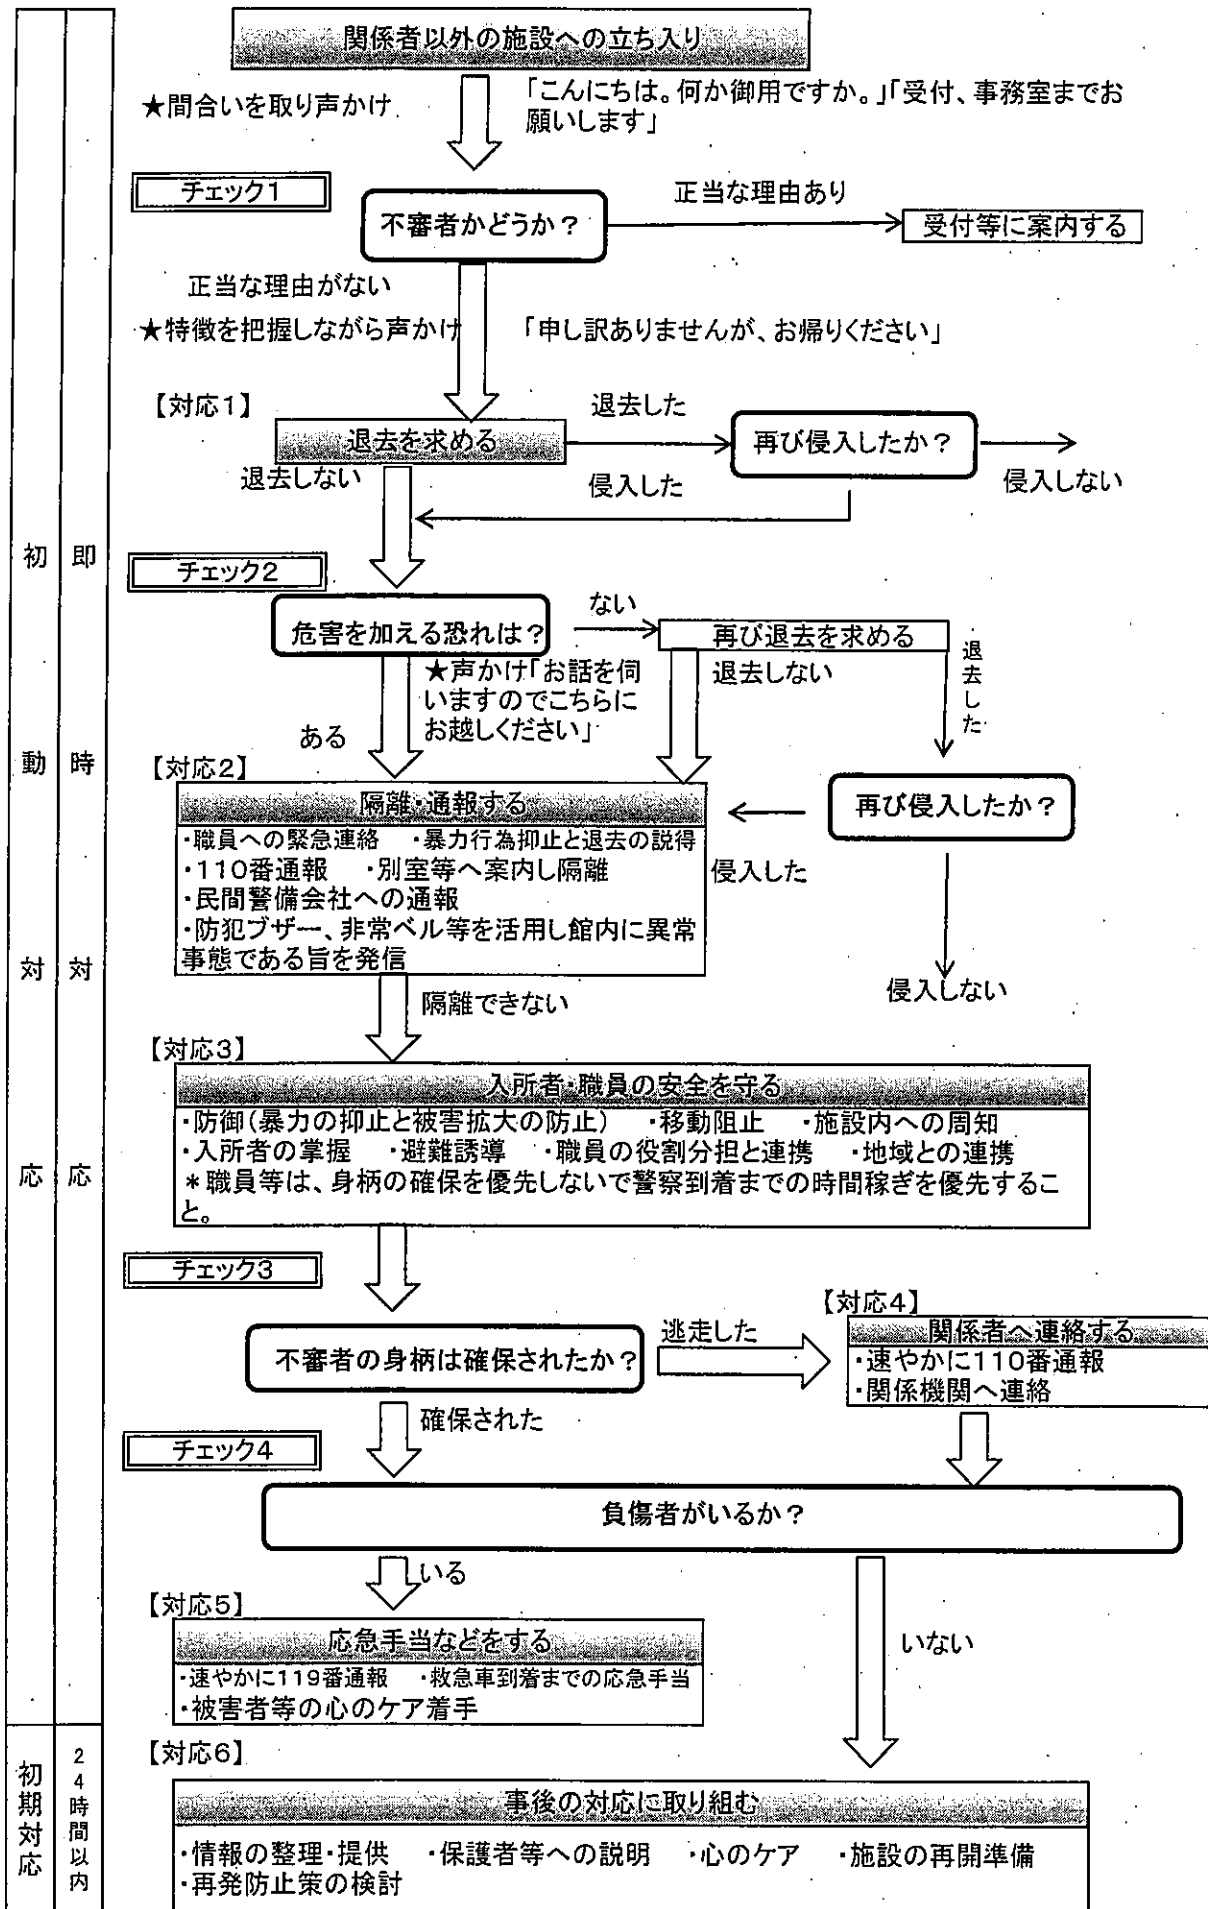 関係者以外の施設への立ち入り
★間合いを取り声かけ
「こんにちは。何か御用ですか。」「受付、事務室までお
願いします」
チェック1
不審者かどうか？
正当な理由あり
受付等に案内する
正当な理由がない
★特徴を把握しながら声かけ
「申し訳ありませんが、お帰りください」
【対応1】
退去を求める
退去した
再び侵入したか？
侵入しない
退去しない
侵入した
チェック2
危害を加える恐れは？
ない
再び退去を求める
★声かけ「お話を伺
いますのでこちらに
お越しください」
退去しない
退去した
ある
【対応2】
隔離・通報する
・職員への緊急連絡　・暴力行為抑止と退去の説得
・110番通報　・別室等へ案内し隔離
・民間警備会社への通報
・防犯ブザー、非常ベル等を活用し館内に異常
事態である旨を発信
再び侵入したか？
侵入した
侵入しない
隔離できない
【対応3】
入所者・職員の安全を守る
・防御（暴力の抑止と被害拡大の防止）　・移動阻止　・施設内への周知
・入所者の掌握　・避難誘導　・職員の役割分担と連携　・地域との連携
＊職員等は、身柄の確保を優先しないで警察到着までの時間稼ぎを優先するこ
と。
チェック3
不審者の身柄は確保されたか？
逃走した
【対応4】
関係者へ連絡する
・速やかに110番通報
・関係機関へ連絡
確保された
チェック4
負傷者がいるか？
いる
いない
【対応5】
応急手当などをする
・速やかに119番通報　・救急車到着までの応急手当
・被害者等の心のケア着手
【対応6】
事後の対応に取り組む
・情報の整理・提供　・保護者等への説明　・心のケア　・施設の再開準備
・再発防止策の検討
初動対応
即時対応
初期対応
24時間以内